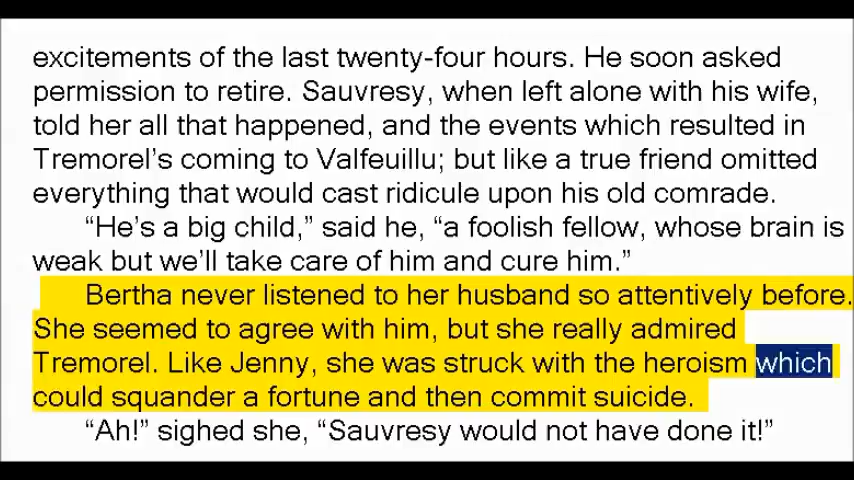 excitements of the last twenty-four hours. He soon asked
permission to retire. Sauvresy, when left alone with his wife,
told her all that happened, and the events which resulted in
Tremorel’s coming to Valfeuillu; but like a true friend omitted
everything that would cast ridicule upon his old comrade.
“He’s a big child,” said he, “a foolish fellow, whose brain is
weak but we’ll take care of him and cure him.”
Bertha never listened to her husband so attentively before.
She seemed to agree with him, but she really admired
Tremorel. Like Jenny, she was struck with the heroism which
could squander a fortune and then commit suicide.
“Ah!” sighed she, “Sauvresy would not have done it!”